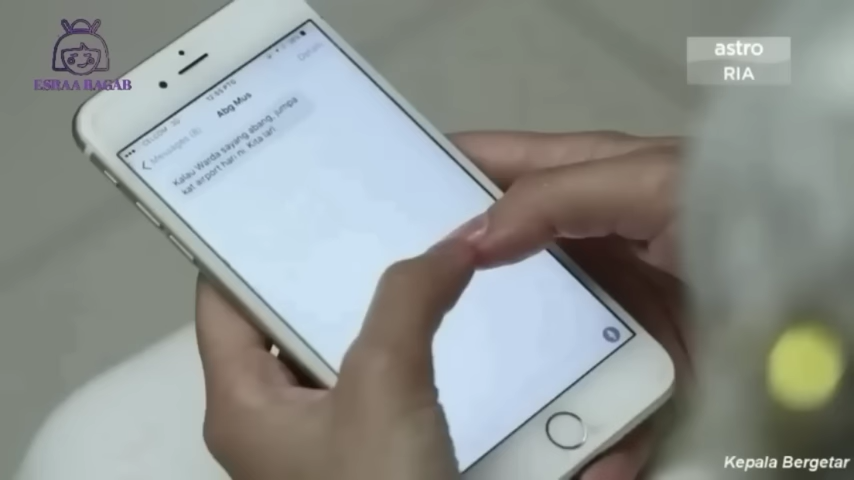 ESRAA RAGAB
astro
RIA
Abg Mus
Messages (8)
Kalau Warda sayang abang, jumpa
kat airport hari ni. Kita lari
Kepala Bergetar